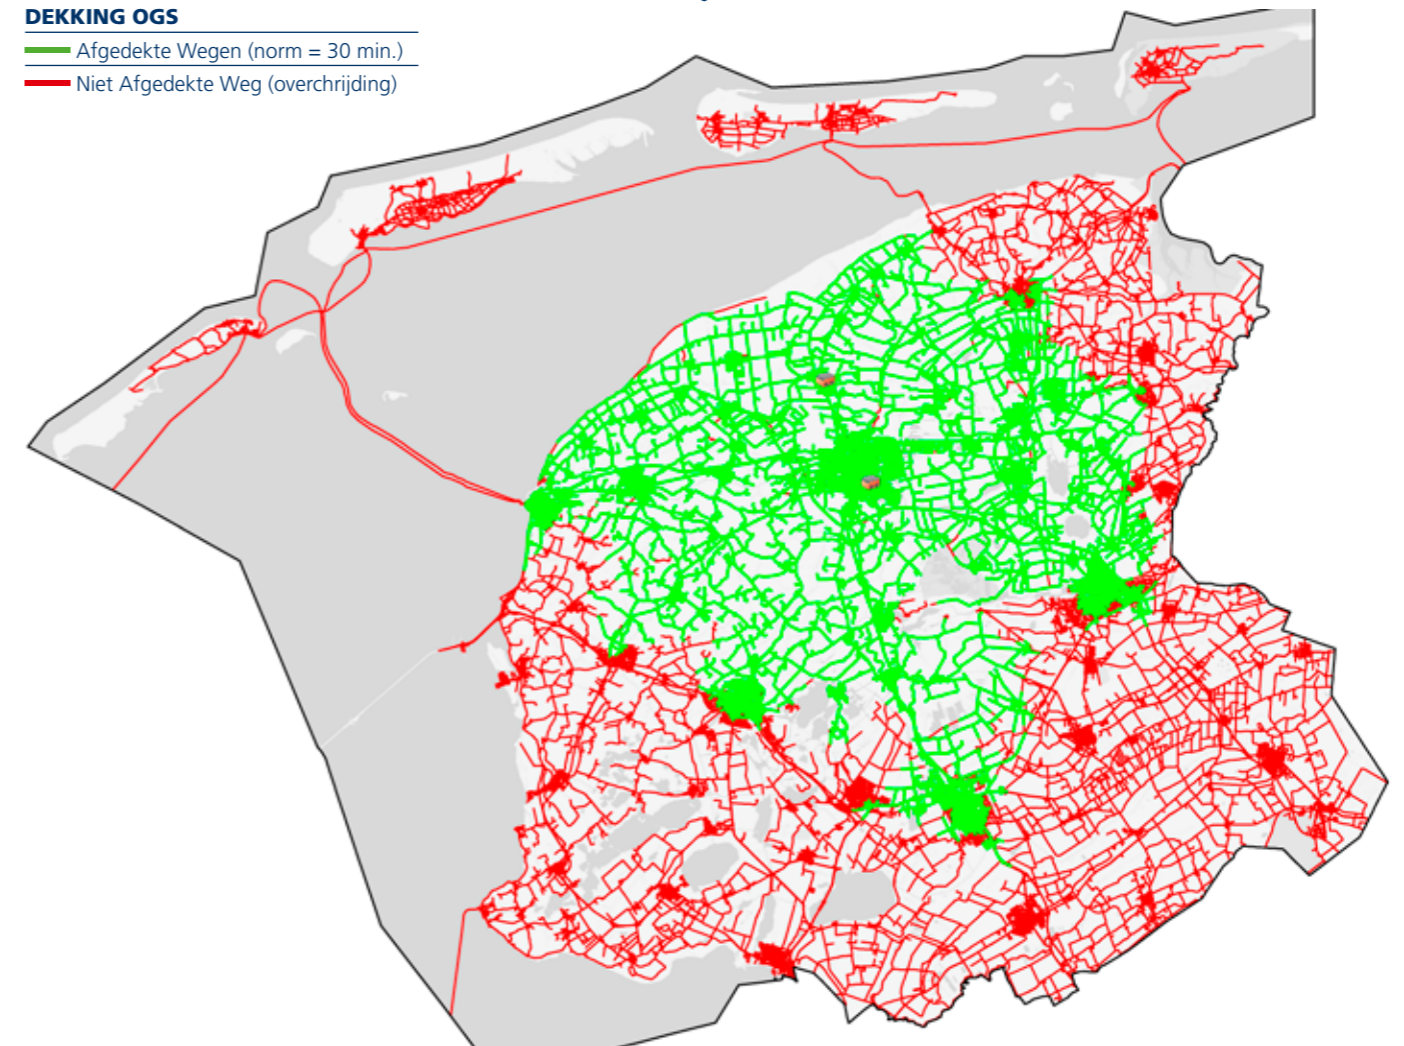 DEKKING OGS
Afgedekte Wegen (norm = 30 min.)
Niet Afgedekte Weg (overchrijding)